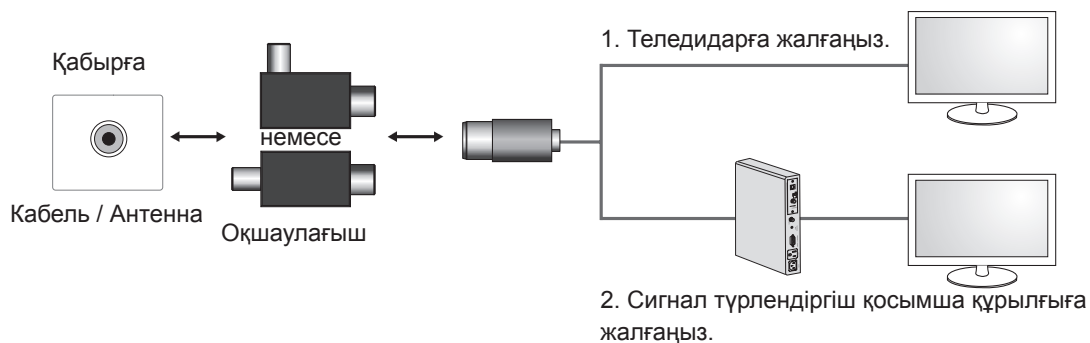 1. Теледидарға жалғаңыз.
Қабырға
немесе
Кабель / Антенна
Оқшаулағыш
2. Сигнал түрлендіргіш қосымша құрылғыға
жалғаңыз.